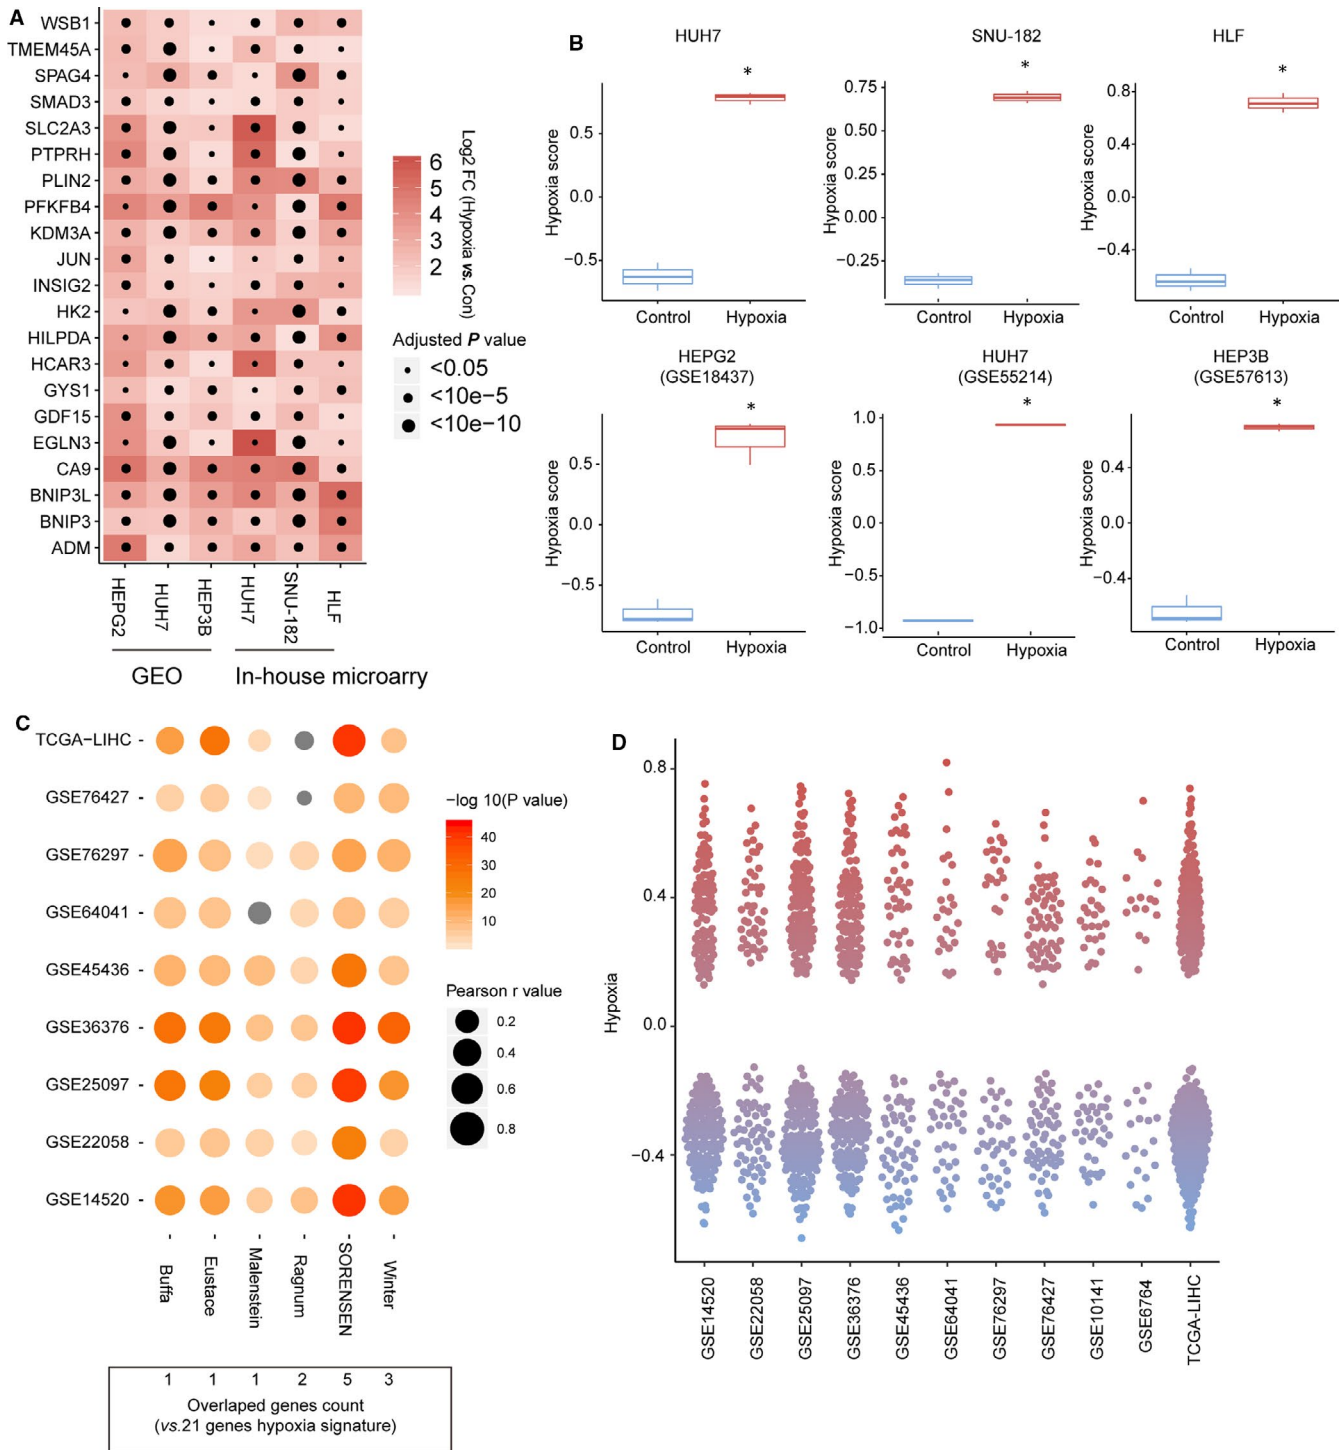 A
WSB1
TMEM45A
SPAG4
SMAD3
SLC2A3
PTPRH
PLIN2
PFKFB4
KDM3A
JUN
INSIG2
HK2
HILPDA
HCAR3
GYS1
GDF15
EGLN3
CA9
BNIP3L
BNIP3
ADM
HEPG2
HUH7
HEP3B
HUH7
SNU-182
HLF
GEO
In-house microarry
6
5
4
3
2
Log2 FC (Hypoxia vs.Con)
Adjusted P value
<0.05
<10e−5
<10e−10
B
HUH7
*
0.5
0.0
−0.5
Hypoxia score
Control Hypoxia
SNU-182
*
0.75
0.50
0.25
0.00
−0.25
Hypoxia score
Control Hypoxia
HLF
*
0.8
0.4
0.0
−0.4
Hypoxia score
Control Hypoxia
HEPG2
(GSE18437)
*
0.5
0.0
−0.5
Hypoxia score
Control Hypoxia
HUH7
(GSE55214)
*
1.0
0.5
0.0
−0.5
−1.0
Hypoxia score
Control Hypoxia
HEP3B
(GSE57613)
*
0.4
0.0
−0.4
Hypoxia score
Control Hypoxia
C
TCGA−LIHC
GSE76427
GSE76297
GSE64041
GSE45436
GSE36376
GSE25097
GSE22058
GSE14520
Buffa
Eustace
Malenstein
Ragnum
SORENSEN
Winter
−log 10(P value)
40
30
20
10
Pearson r value
0.2
0.4
0.6
0.8
1 1 1 2 5 3
Overlaped genes count
(vs.21 genes hypoxia signature)
D
0.8
0.4
0.0
−0.4
Hypoxia
GSE14520
GSE22058
GSE25097
GSE36376
GSE45436
GSE64041
GSE76297
GSE76427
GSE10141
GSE6764
TCGA-LIHC